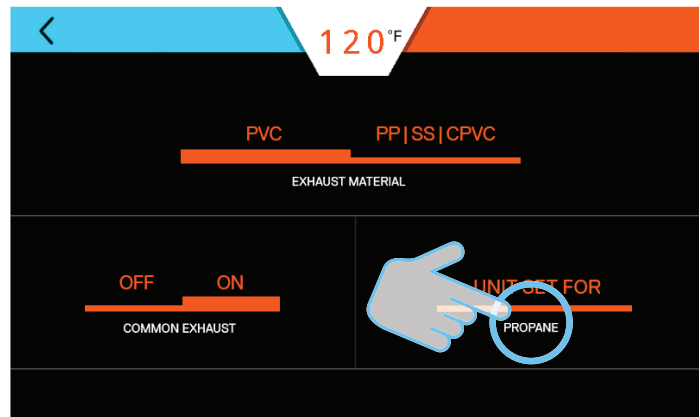 120°F
PVC PP|SS|CPVC
EXHAUST MATERIAL
OFF ON
COMMON EXHAUST
UNIT SET FOR
PROPANE